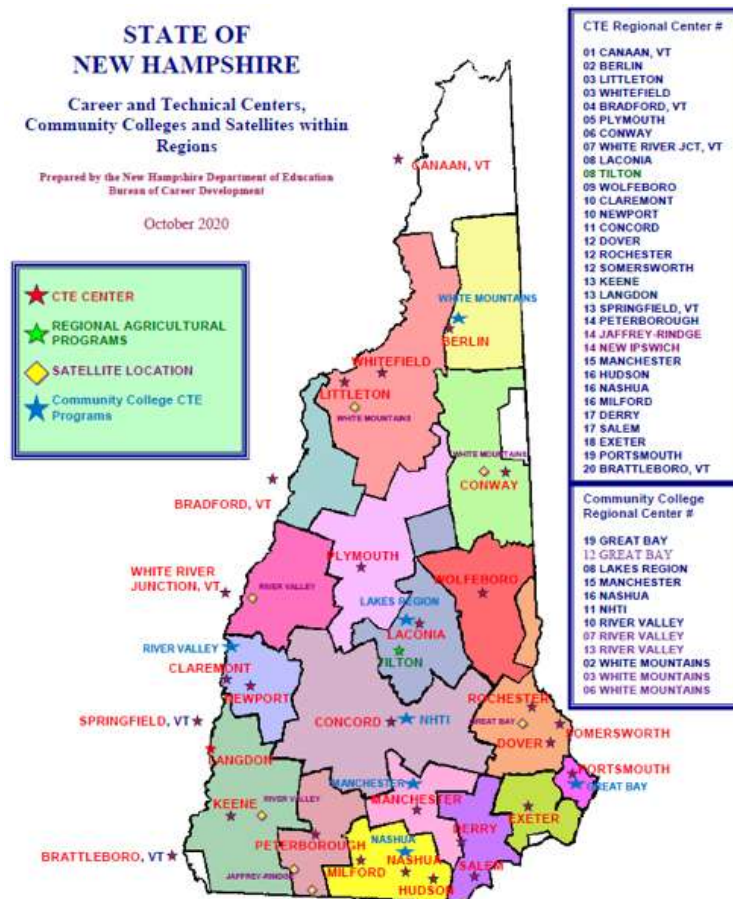 STATE OF
NEW HAMPSHIRE
Career and Technical Centers,
Community Colleges and Satellites within
Regions
Prepared by the New Hampshire Department of Education
Bureau of Career Development
October 2020
CTE CENTER
REGIONAL AGRICULTURAL
PROGRAMS
SATELLITE LOCATION
Community College CTE
Programs
CTE Regional Center #
01 CANAAN, VT
02 BERLIN
03 LITTLETON
03 WHITEFIELD
04 BRADFORD, VT
05 PLYMOUTH
06 CONWAY
07 WHITE RIVER JCT, VT
08 LACONIA
08 TILTON
09 WOLFEBORO
10 CLAREMONT
10 NEWPORT
11 CONCORD
12 DOVER
12 ROCHESTER
12 SOMERSWORTH
13 KEENE
13 LANGDON
13 SPRINGFIELD, VT
14 PETERBOROUGH
14 JAFFREY-RINDGE
14 NEW IPSWICH
15 MANCHESTER
16 HUDSON
16 NASHUA
16 MILFORD
17 DERRY
17 SALEM
18 EXETER
19 PORTSMOUTH
20 BRATTLEBORO, VT
Community College
Regional Center #
19 GREAT BAY
12 GREAT BAY
08 LAKES REGION
15 MANCHESTER
16 NASHUA
11 NHTI
10 RIVER VALLEY
07 RIVER VALLEY
13 RIVER VALLEY
02 WHITE MOUNTAINS
03 WHITE MOUNTAINS
06 WHITE MOUNTAINS
CANAAN, VT
WHITE MOUNTAINS
BERLIN
WHITEFIELD
LITTLETON
WHITE MOUNTAINS
WHITE MOUNTAINS
CONWAY
BRADFORD, VT
PLYMOUTH
WHITE RIVER
JUNCTION, VT
RIVER VALLEY
WOLFEBORO
LAKES REGION
LACONIA
TILTON
RIVER VALLEY
CLAREMONT
NEWPORT
ROCHESTER
SPRINGFIELD, VT
CONCORD
NHTI
GREAT BAY
SOMERSWORTH
DOVER
LANGDON
PORTSMOUTH
GREAT BAY
MANCHESTER
MANCHESTER
RIVER VALLEY
KEENE
EXETER
DERRY
PETERBOROUGH
NASHUA
BRATTLEBORO, VT
NASHUA
MILFORD
SALEM
JAFFREY-RINDGE
HUDSON